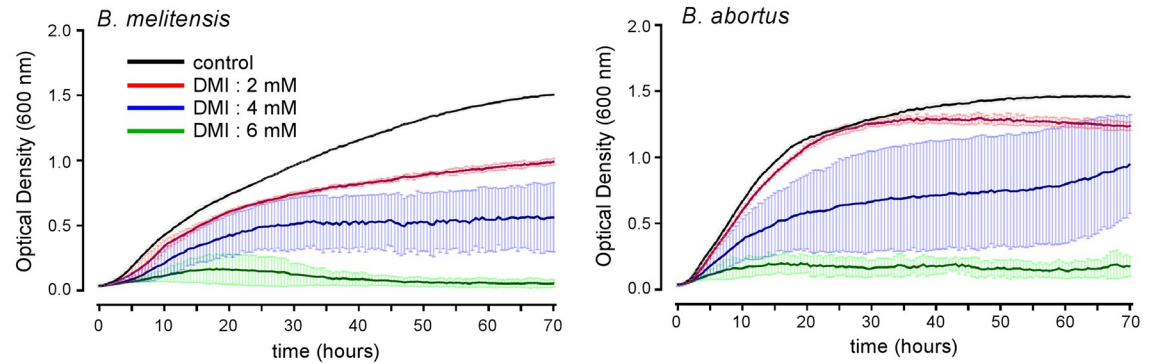 B. melitensis
2.0
1.5
1.0
0.5
0.0
Optical Density (600 nm)
control
DMI : 2 mM
DMI : 4 mM
DMI : 6 mM
0 10 20 30 40 50 60 70
time (hours)
B. abortus
2.0
1.5
1.0
0.5
0.0
Optical Density (600 nm)
0 10 20 30 40 50 60 70
time (hours)